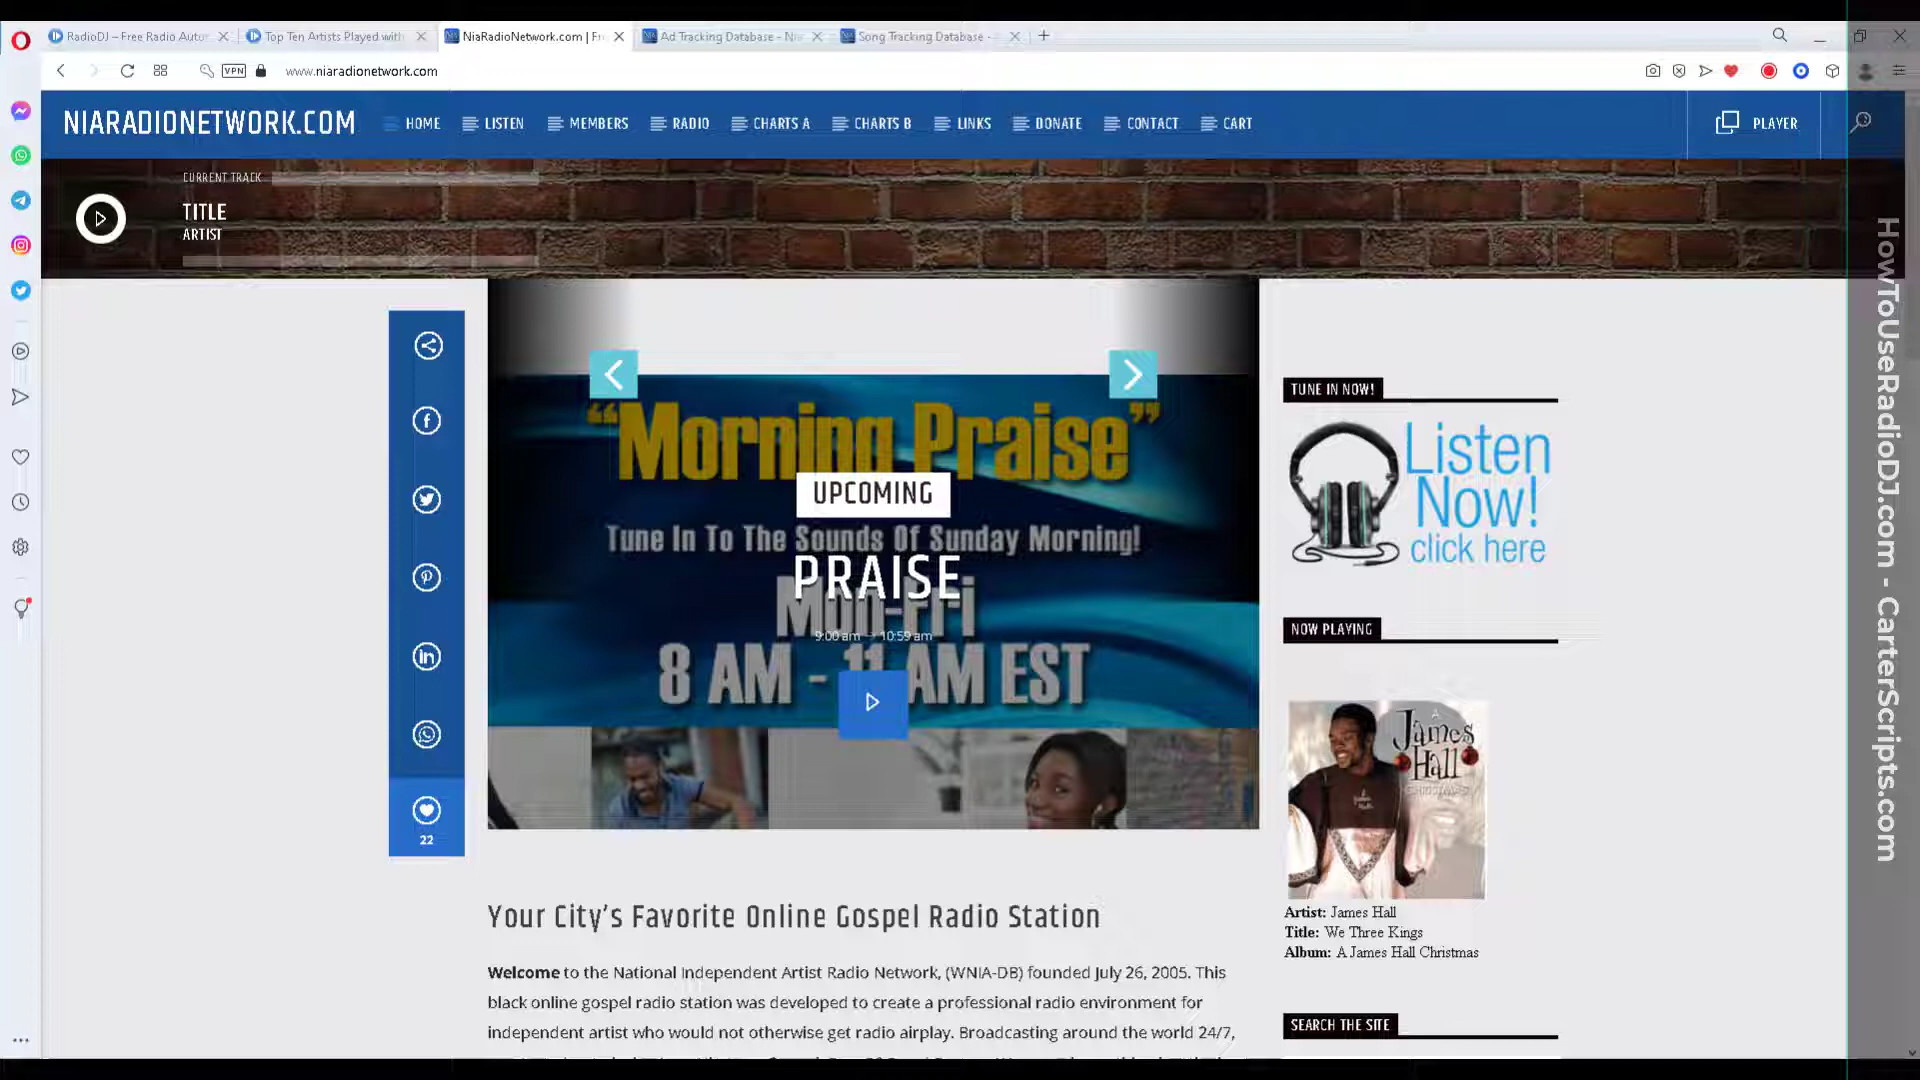 RadioDJ – Free Radio Autor
Top Ten Artists Played with
NiaRadioNetwork.com | Fr
Ad Tracking Database - Ni
Song Tracking Database -
VPN
www.niaradionetwork.com
NIARADIONETWORK.COM
HOME
LISTEN
MEMBERS
RADIO
CHARTS A
CHARTS B
LINKS
DONATE
CONTACT
CART
PLAYER
CURRENT TRACK
TITLE
ARTIST
“Morning Praise”
UPCOMING
Tune In To The Sounds Of Sunday Morning!
PRAISE
Mon-Fri
9:00 am → 10:59 am
8 AM - 11 AM EST
22
TUNE IN NOW!
Listen
Now!
click here
NOW PLAYING
A
James
Hall
CHRISTMAS
Artist: James Hall
Title: We Three Kings
Album: A James Hall Christmas
SEARCH THE SITE
Your City’s Favorite Online Gospel Radio Station
Welcome to the National Independent Artist Radio Network, (WNIA-DB) founded July 26, 2005. This
black online gospel radio station was developed to create a professional radio environment for
independent artist who would not otherwise get radio airplay. Broadcasting around the world 24/7,
HowToUseRadioDJ.com - CarterScripts.com